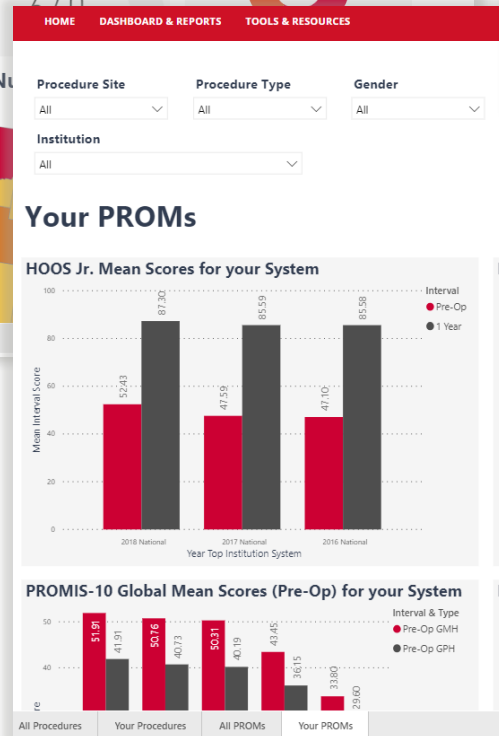 HOME DASHBOARD & REPORTS TOOLS & RESOURCES
Procedure Site Procedure Type Gender
All All All
Institution
All
Your PROMs
HOOS Jr. Mean Scores for your System
Interval
Pre-Op
1 Year
Mean Interval Score
100
80
60
40
20
0
52.43 87.30 47.59 85.59 47.10 85.58
2018 National 2017 National 2016 National
Year Top Institution System
PROMIS-10 Global Mean Scores (Pre-Op) for your System
Interval & Type
Pre-Op GMH
Pre-Op GPH
50
40
51.91 41.91 50.76 40.73 50.31 40.19 43.45 36.15 33.80 29.60
All Procedures Your Procedures All PROMs Your PROMs